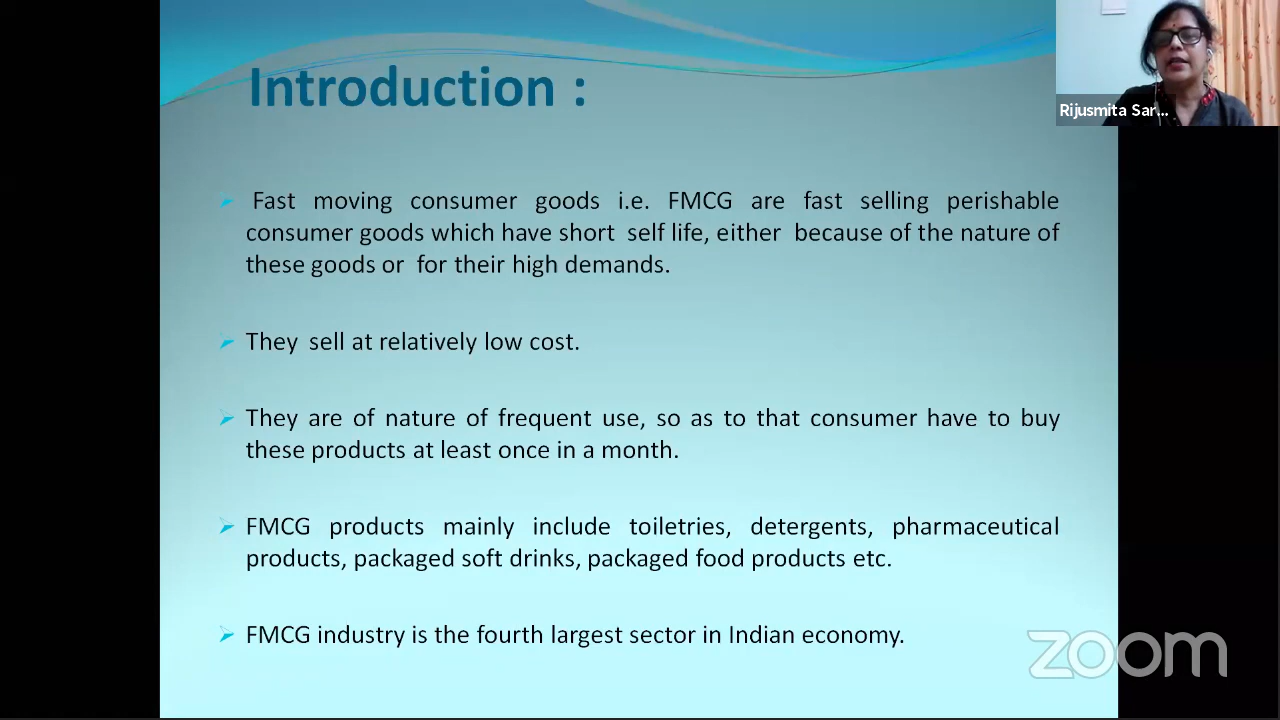 Introduction :
Rijusmita Sar...
Fast moving consumer goods i.e. FMCG are fast selling perishable
consumer goods which have short self life, either because of the nature of
these goods or for their high demands.
They sell at relatively low cost.
They are of nature of frequent use, so as to that consumer have to buy
these products at least once in a month.
FMCG products mainly include toiletries, detergents, pharmaceutical
products, packaged soft drinks, packaged food products etc.
FMCG industry is the fourth largest sector in Indian economy.
zoom